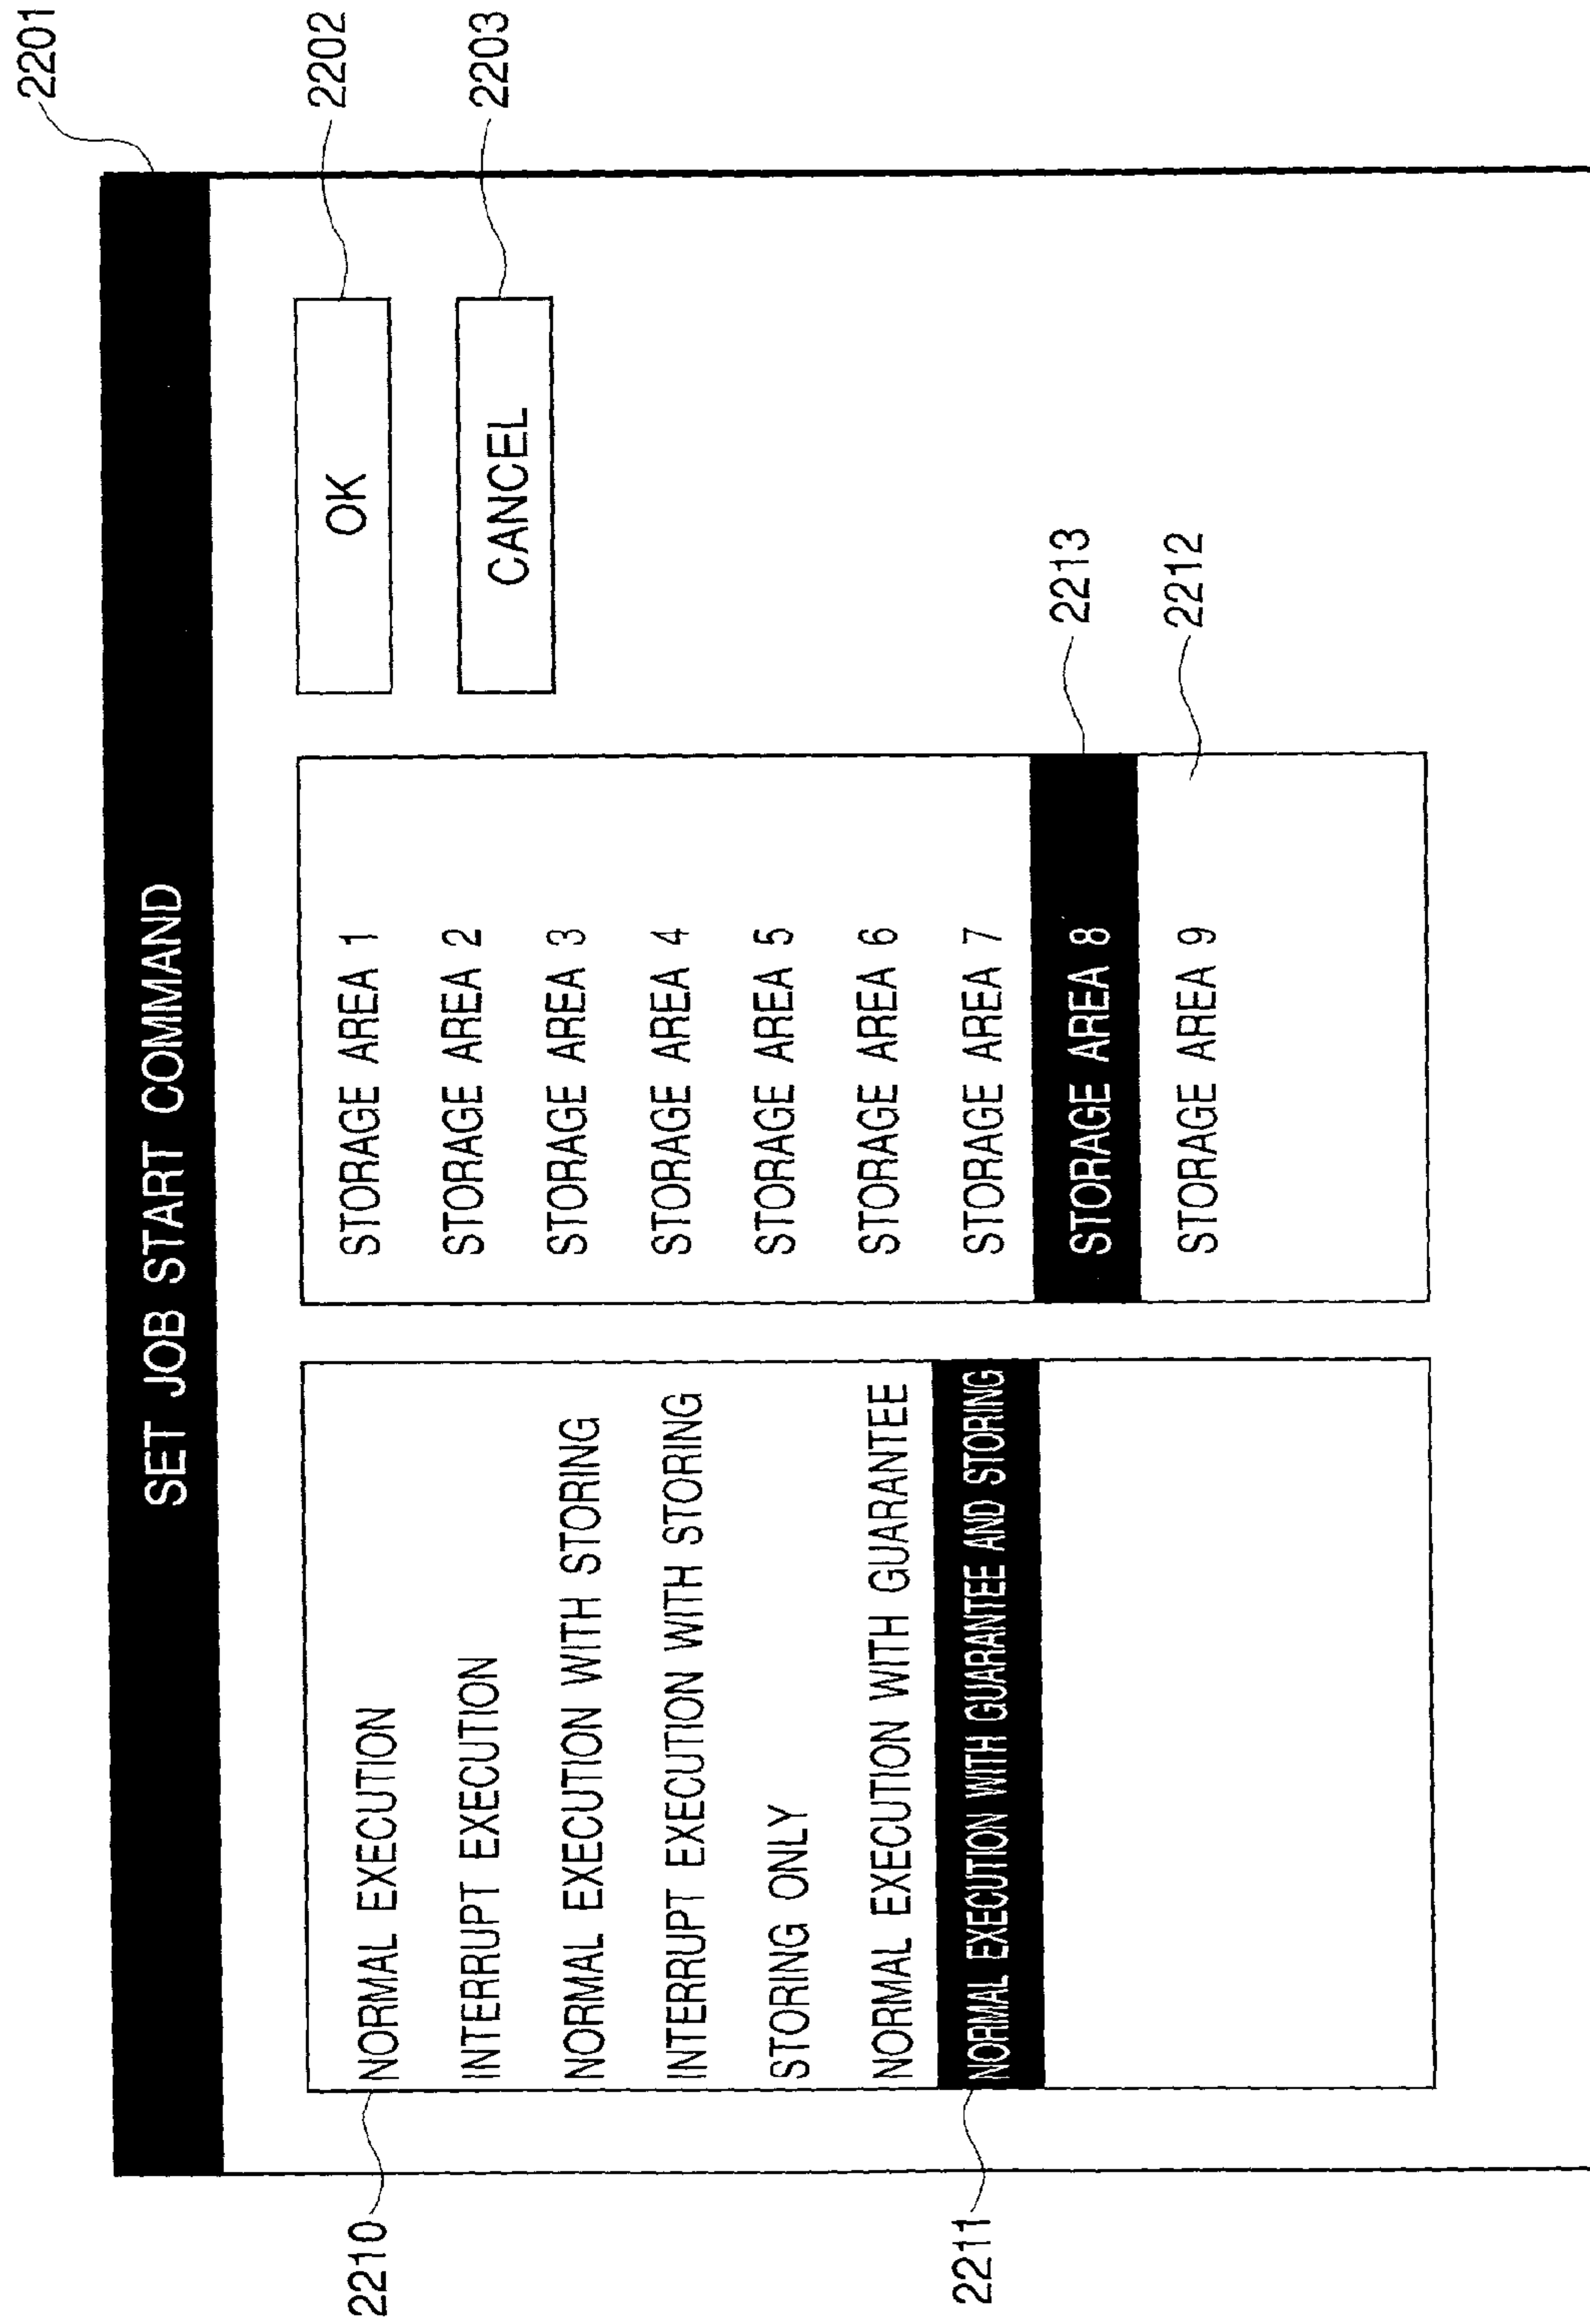 2201
SET JOB START COMMAND
2210
NORMAL EXECUTION
INTERRUPT EXECUTION
NORMAL EXECUTION WITH STORING
INTERRUPT EXECUTION WITH STORING
STORING ONLY
NORMAL EXECUTION WITH GUARANTEE
NORMAL EXECUTION WITH GUARANTEE AND STORING
2211
STORAGE AREA 1
STORAGE AREA 2
STORAGE AREA 3
STORAGE AREA 4
STORAGE AREA 5
STORAGE AREA 6
STORAGE AREA 7
STORAGE AREA 8
STORAGE AREA 9
2213
2212
OK
2202
CANCEL
2203